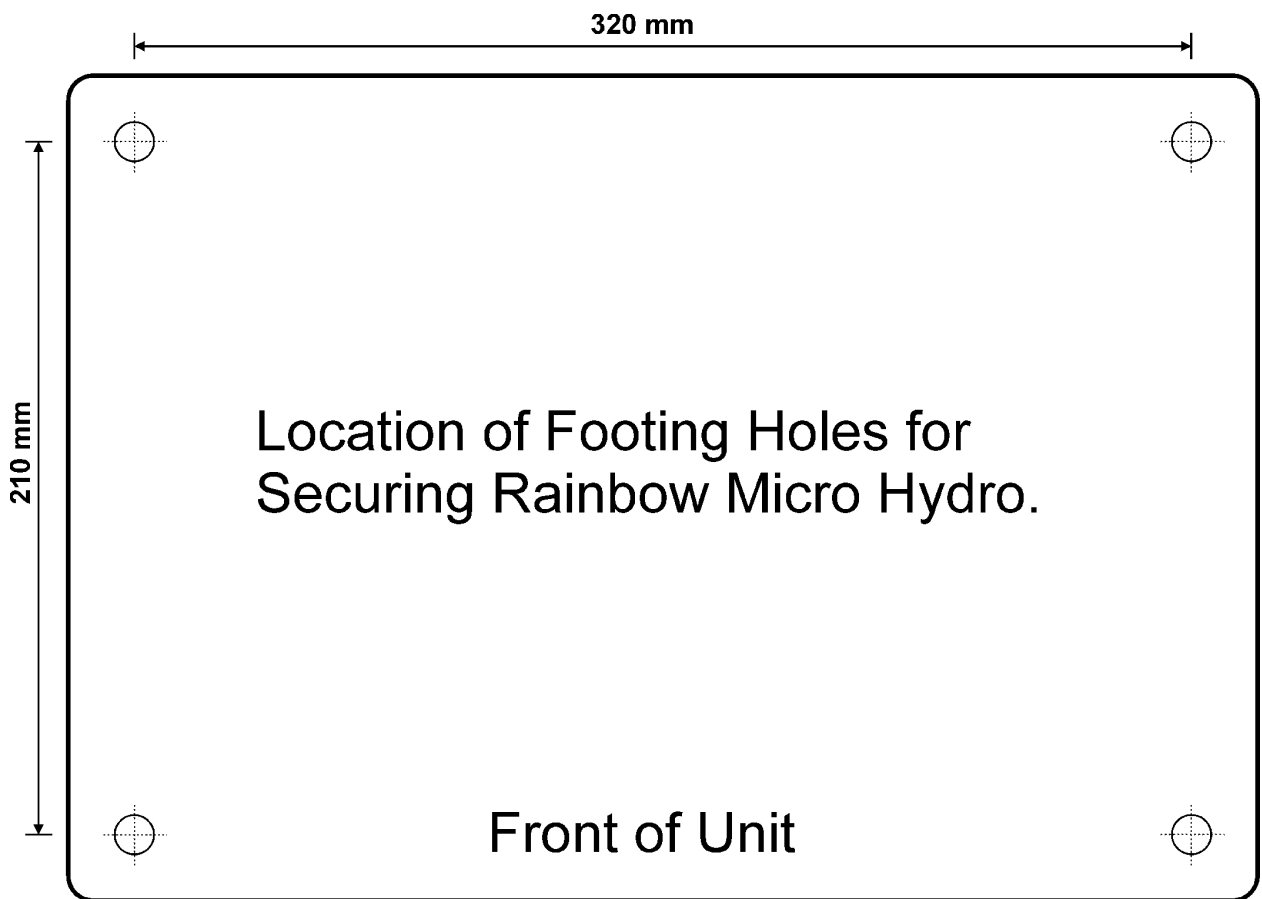 320 mm
210 mm
Location of Footing Holes for
Securing Rainbow Micro Hydro.
Front of Unit